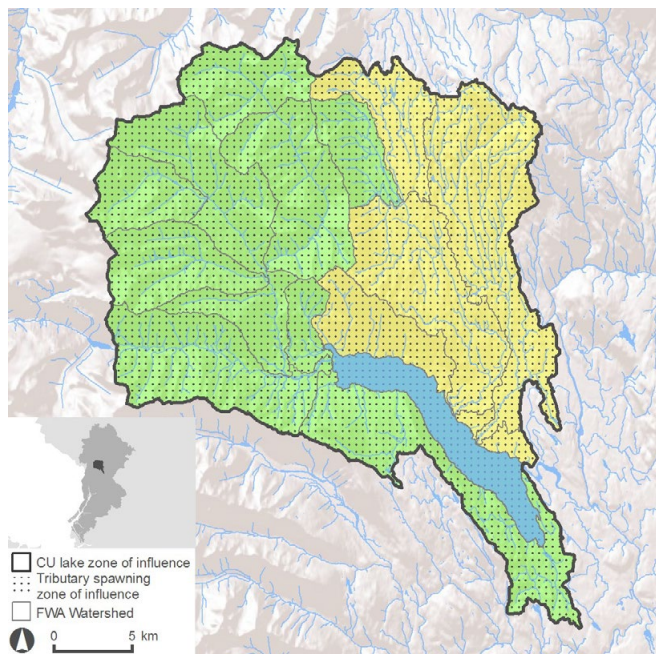 CU lake zone of influence
Tributary spawning
zone of influence
FWA Watershed
0 5 km